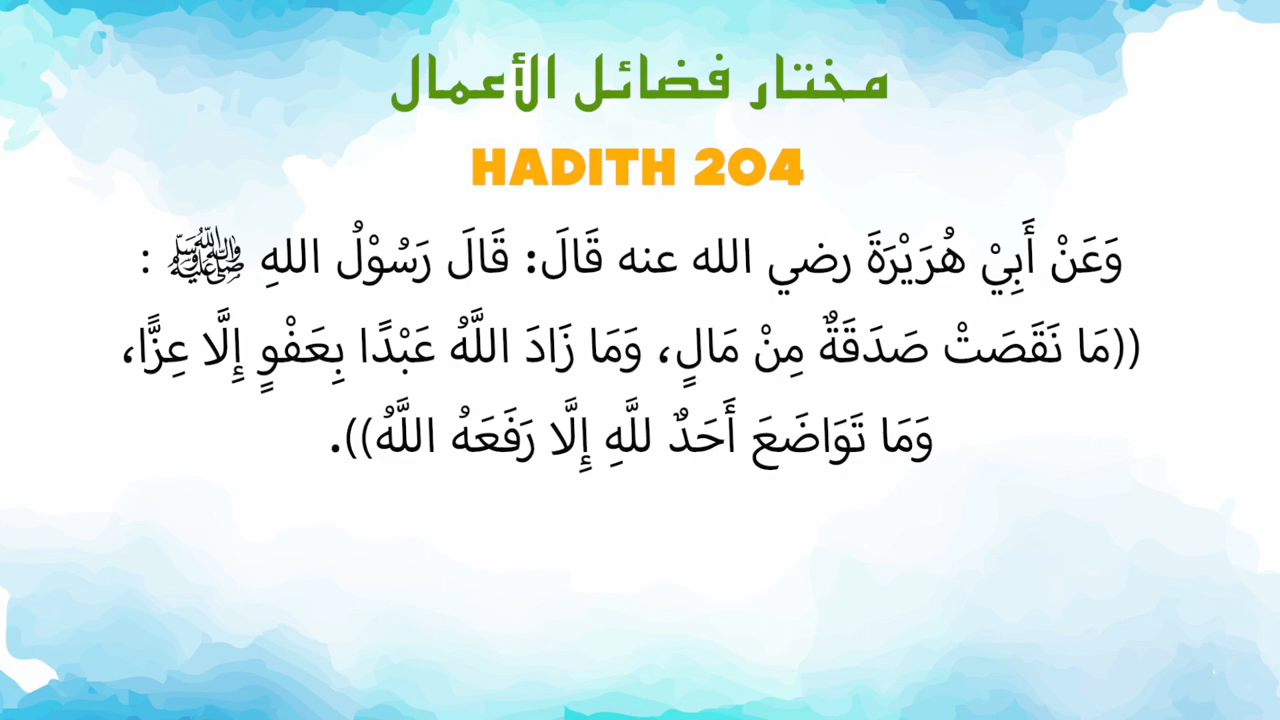 مختار فضائل الأعمال
HADITH 204
وَعَنْ أَبِيْ هُرَيْرَةَ رضي الله عنه قَالَ: قَالَ رَسُوْلُ اللهِ ﷺ :
((مَا نَقَصَتْ صَدَقَةٌ مِنْ مَالٍ، وَمَا زَادَ اللَّهُ عَبْدًا بِعَفْوٍ إِلَّا عِزًّا،
وَمَا تَوَاضَعَ أَحَدٌ للَّهِ إِلَّا رَفَعَهُ اللَّهُ)).